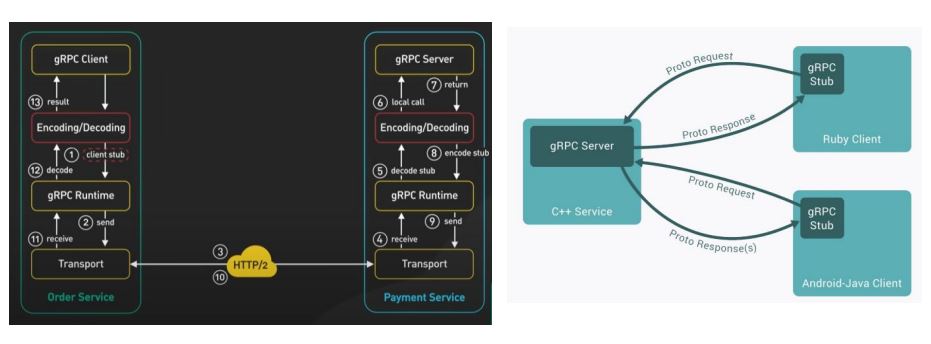 gRPC Client
13 result
Encoding/Decoding
1 client stub
12 decode
gRPC Runtime
2 send
11 receive
Transport
Order Service
3
HTTP/2
10
gRPC Server
7 return
6 local call
Encoding/Decoding
8 encode stub
5 decode stub
gRPC Runtime
9 send
4 receive
Transport
Payment Service
gRPC Server
C++ Service
Proto Request
Proto Response
Proto Request
Proto Response(s)
gRPC
Stub
Ruby Client
gRPC
Stub
Android-Java Client